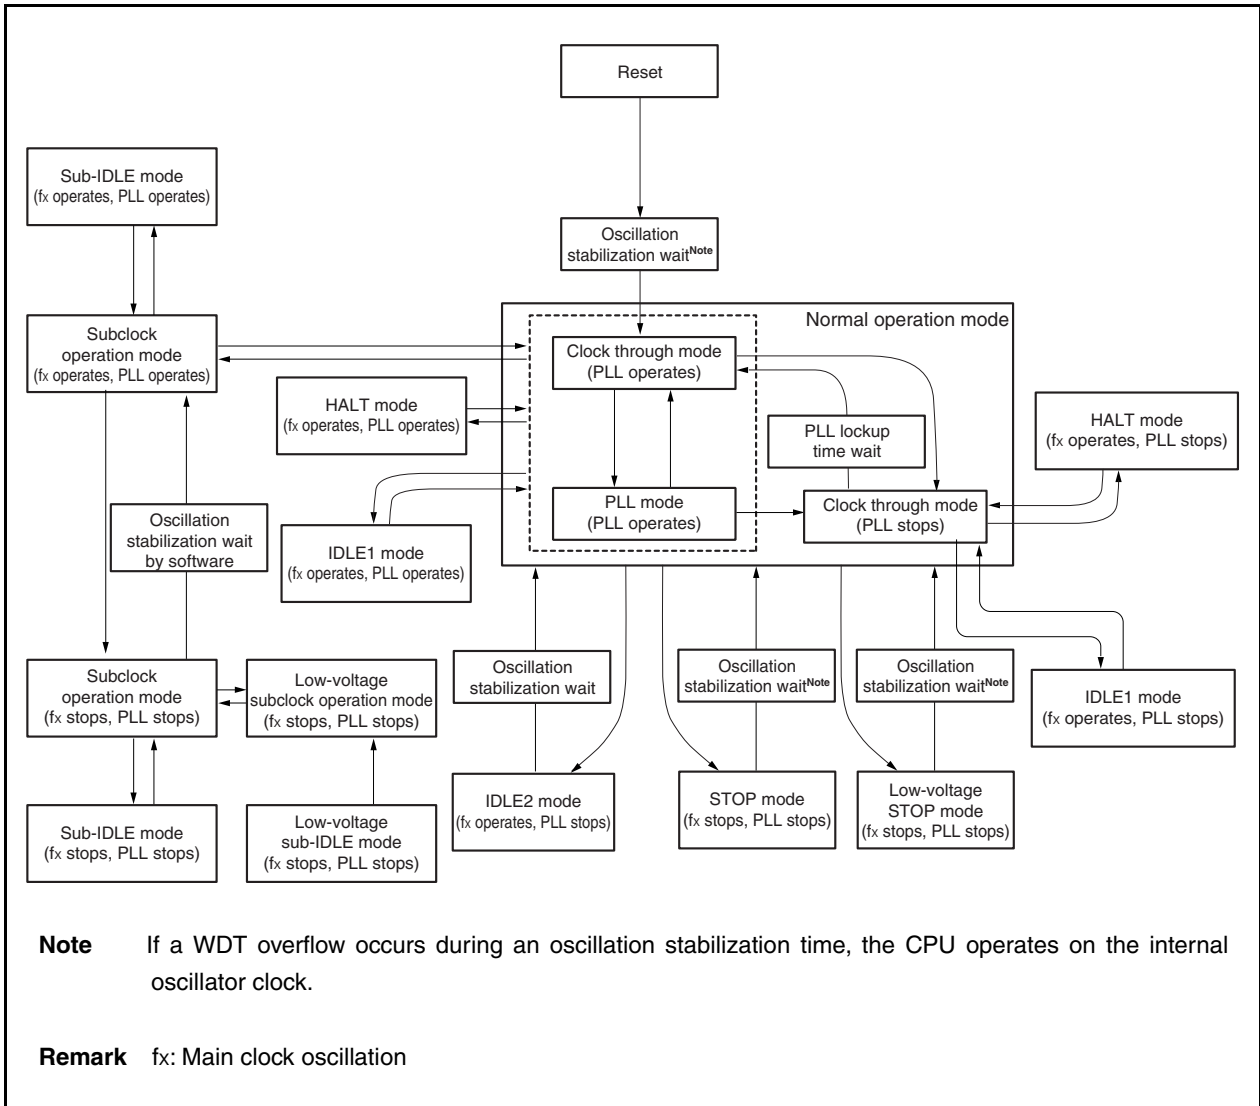 Reset
Sub-IDLE mode
(fx operates, PLL operates)
Oscillation
stabilization wait Note
Subclock
operation mode
(fx operates, PLL operates)
Normal operation mode
Clock through mode
(PLL operates)
HALT mode
(fx operates, PLL operates)
PLL lockup
time wait
HALT mode
(fx operates, PLL stops)
PLL mode
(PLL operates)
Clock through mode
(PLL stops)
Oscillation
stabilization wait
by software
IDLE1 mode
(fx operates, PLL operates)
Subclock
operation mode
(fx stops, PLL stops)
Low-voltage
subclock operation mode
(fx stops, PLL stops)
Oscillation
stabilization wait
Oscillation
stabilization wait Note
Oscillation
stabilization wait Note
IDLE1 mode
(fx operates, PLL stops)
Sub-IDLE mode
(fx stops, PLL stops)
Low-voltage
sub-IDLE mode
(fx stops, PLL stops)
IDLE2 mode
(fx operates, PLL stops)
STOP mode
(fx stops, PLL stops)
Low-voltage
STOP mode
(fx stops, PLL stops)
Note If a WDT overflow occurs during an oscillation stabilization time, the CPU operates on the internal
oscillator clock.
Remark fx: Main clock oscillation